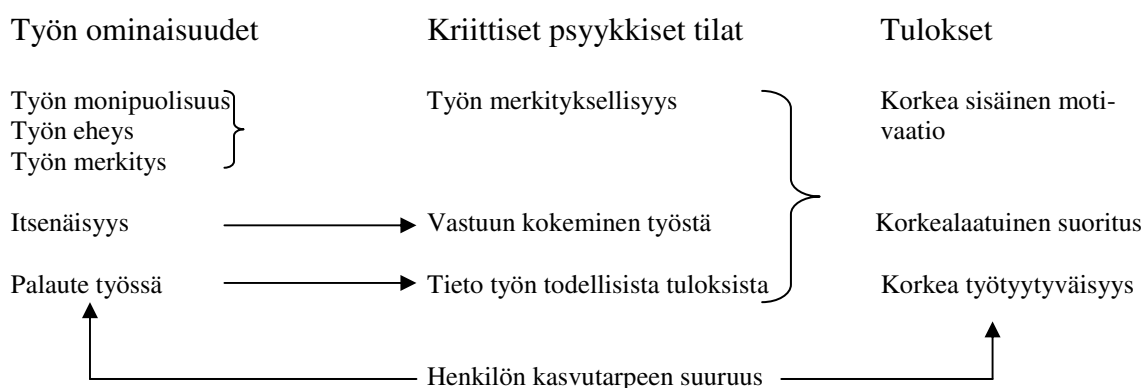 Työn ominaisuudet
Kriittiset psyykkiset tilat
Tulokset
Työn monipuolisuus
Työn eheys
Työn merkitys
Työn merkityksellisyys
Korkea sisäinen moti-
vaatio
Itsenäisyys
Vastuun kokeminen työstä
Korkealaatuinen suoritus
Palaute työssä
Tieto työn todellisista tuloksista
Korkea työtyytyväisyys
Henkilön kasvutarpeen suuruus